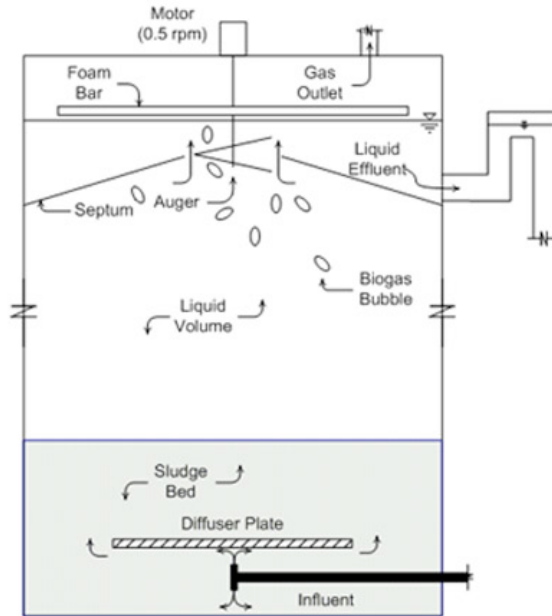 Motor
(0.5 rpm)
Foam
Bar
Gas
Outlet
Liquid
Effluent
Septum
Auger
Biogas
Bubble
Liquid
Volume
Sludge
Bed
Diffuser Plate
Influent